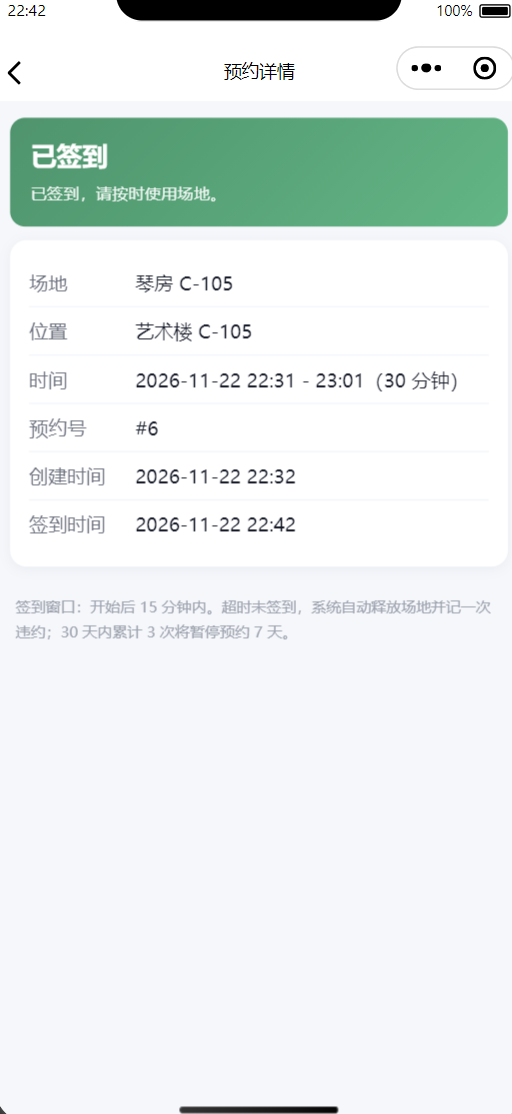 22:42
100%
预约详情
已签到
已签到，请按时使用场地。
场地 琴房 C-105
位置 艺术楼 C-105
时间 2026-11-22 22:31 - 23:01（30 分钟）
预约号 #6
创建时间 2026-11-22 22:32
签到时间 2026-11-22 22:42
签到窗口：开始后 15 分钟内。超时未签到，系统自动释放场地并记一次
违约；30 天内累计 3 次将暂停预约 7 天。